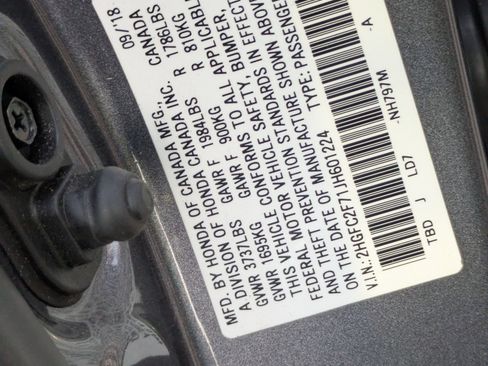 MFD. BY HONDA OF CANADA MFG., 09/18
A DIVISION OF HONDA CANADA INC. CANADA
GVWR 3737LBS GAWR F 1984LBS R 1786LBS
GVWR 1695KG GAWR F 900KG R 810KG
THIS MOTOR VEHICLE CONFORMS TO ALL APPLICABLE
FEDERAL MOTOR VEHICLE SAFETY, BUMPER,
AND THEFT PREVENTION STANDARDS IN EFFECT
ON THE DATE OF MANUFACTURE SHOWN ABOVE.
V.I.N.:2HGFC2F71JH601224 TYPE:PASSENGER
TBD J LD7 -NH797M -A